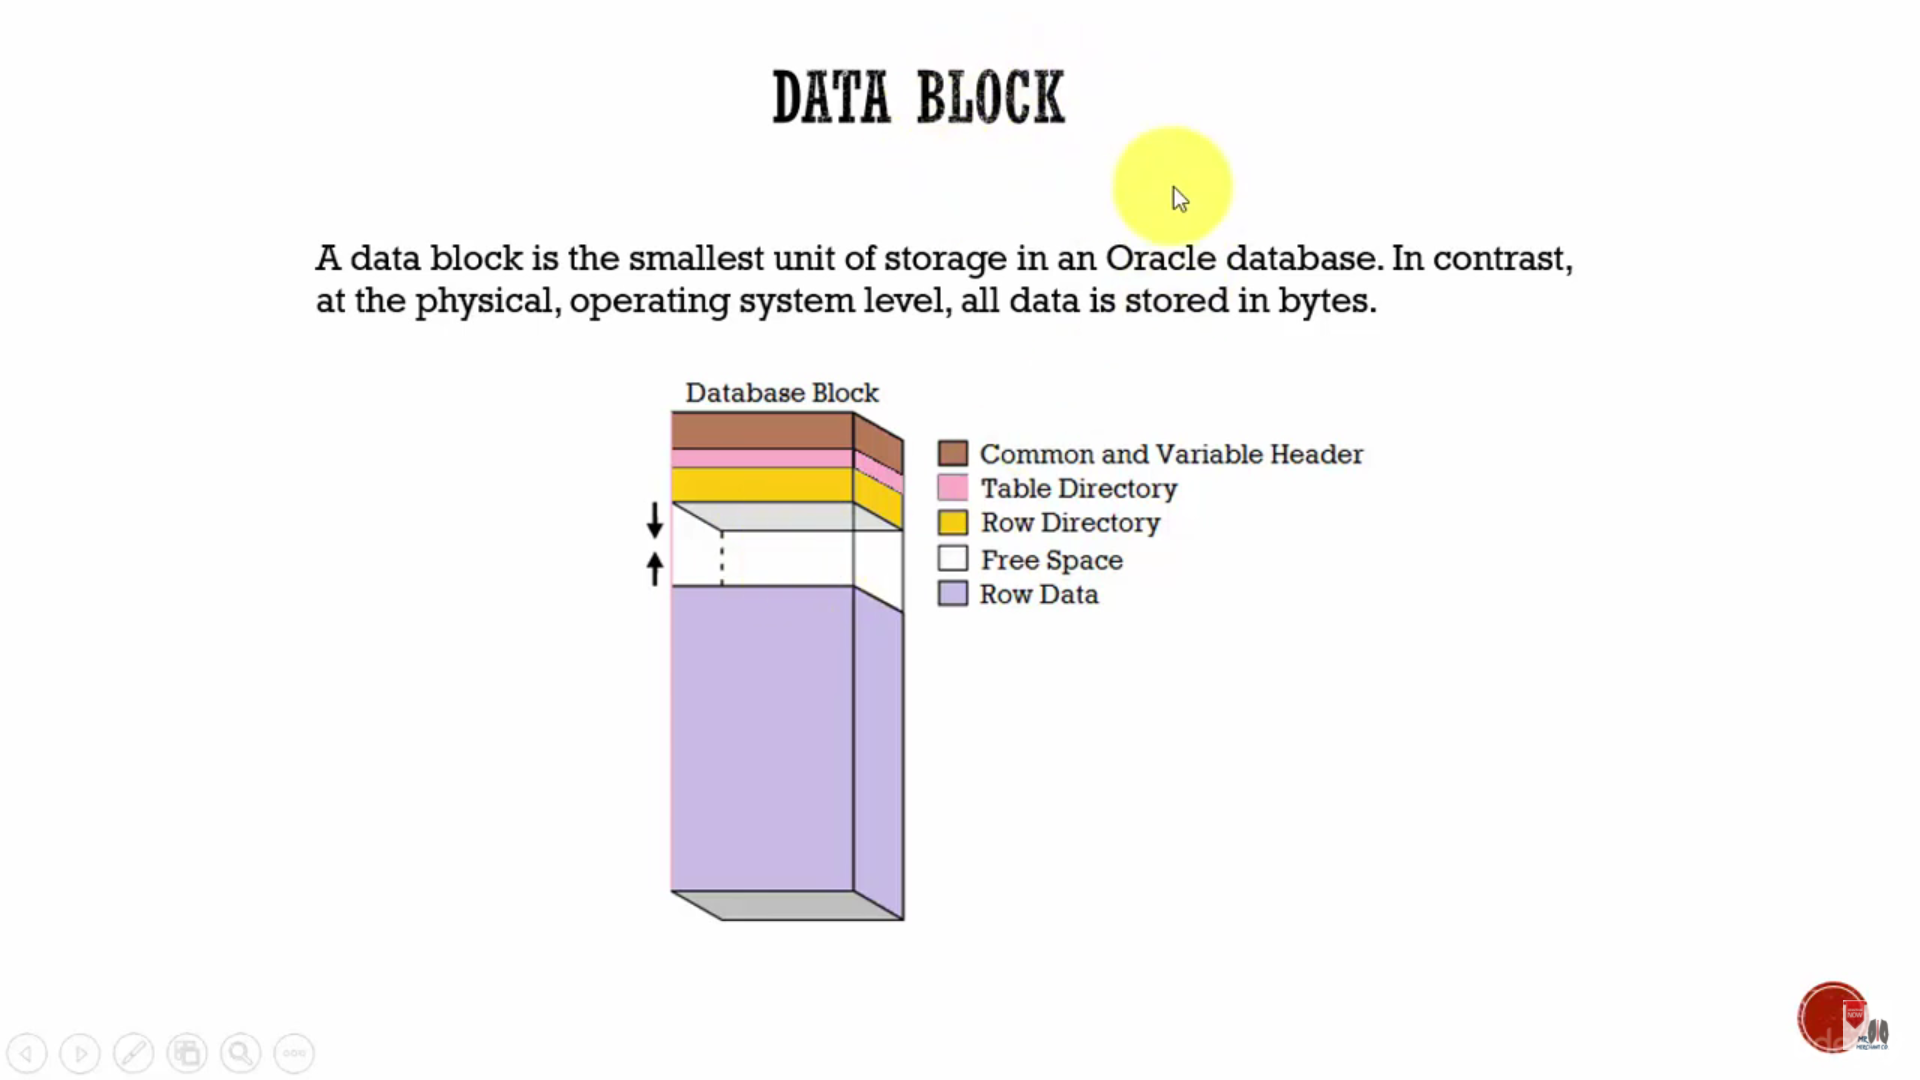 DATA BLOCK
A data block is the smallest unit of storage in an Oracle database. In contrast,
at the physical, operating system level, all data is stored in bytes.
Database Block
Common and Variable Header
Table Directory
Row Directory
Free Space
Row Data
NOW